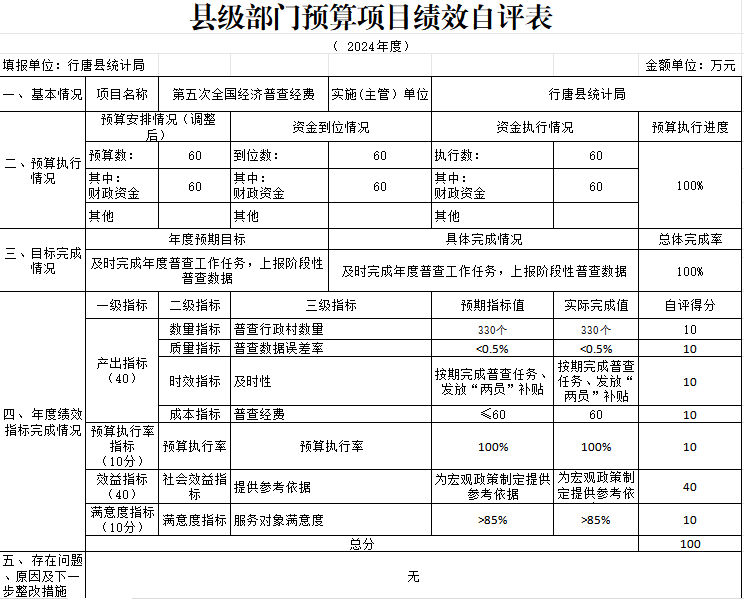 县级部门预算项目绩效自评表
（ 2024年度）
填报单位：行唐县统计局 金额单位：万元
一、基本情况 项目名称 第五次全国经济普查经费 实施(主管）单位 行唐县统计局
二、预算执行情况 预算安排情况（调整后） 资金到位情况 资金执行情况 预算执行进度
预算数： 60 到位数： 60 执行数： 60 100%
其中：
财政资金 60 其中：
财政资金 60 其中：
财政资金 60
其他 其他 其他
三、目标完成情况 年度预期目标 具体完成情况 总体完成率
及时完成年度普查工作任务，上报阶段性普查数据 及时完成年度普查工作任务，上报阶段性普查数据 100%
四、年度绩效指标完成情况 一级指标 二级指标 三级指标 预期指标值 实际完成值 自评得分
产出指标（40） 数量指标 普查行政村数量 330个 330个 10
质量指标 普查数据误差率 <0.5% <0.5% 10
时效指标 及时性 按期完成普查任务、发放“两员”补贴 按期完成普查任务、发放“两员”补贴 10
成本指标 普查经费 ≤60 60 10
预算执行率指标（10分） 预算执行率 预算执行率 100% 100% 10
效益指标（40） 社会效益指标 提供参考依据 为宏观政策制定提供参考依据 为宏观政策制定提供参考依 40
满意度指标（10分） 满意度指标 服务对象满意度 >85% >85% 10
总分 100
五、存在问题、原因及下一步整改措施 无